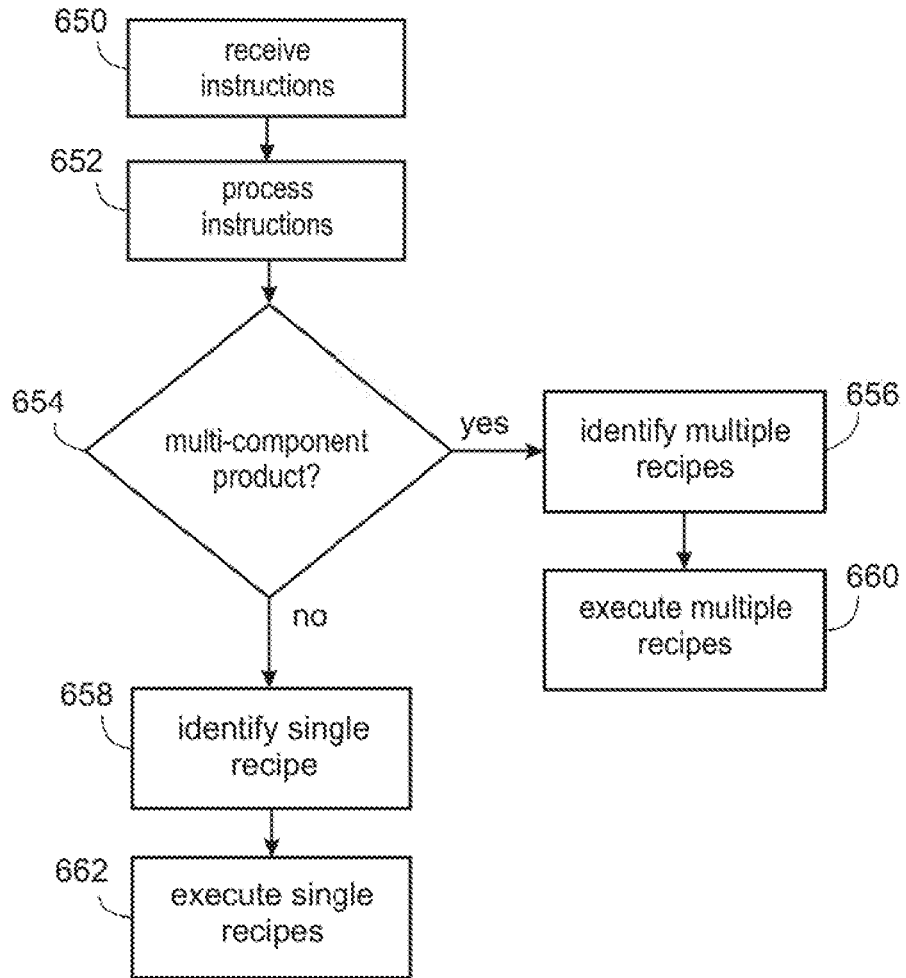 650
receive
instructions
652
process
instructions
654
multi-component
product?
yes
656
identify multiple
recipes
660
execute multiple
recipes
no
658
identify single
recipe
662
execute single
recipes